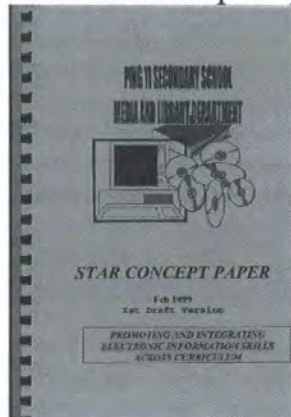 PING YI SECONDARY SCHOOL
MEDIA AND LIBRARY DEPARTMENT
STAR CONCEPT PAPER
Feb 1999
1st Draft Version
PROMOTING AND INTEGRATING
ELECTRONIC INFORMATION SKILLS
ACROSS CURRICULUM